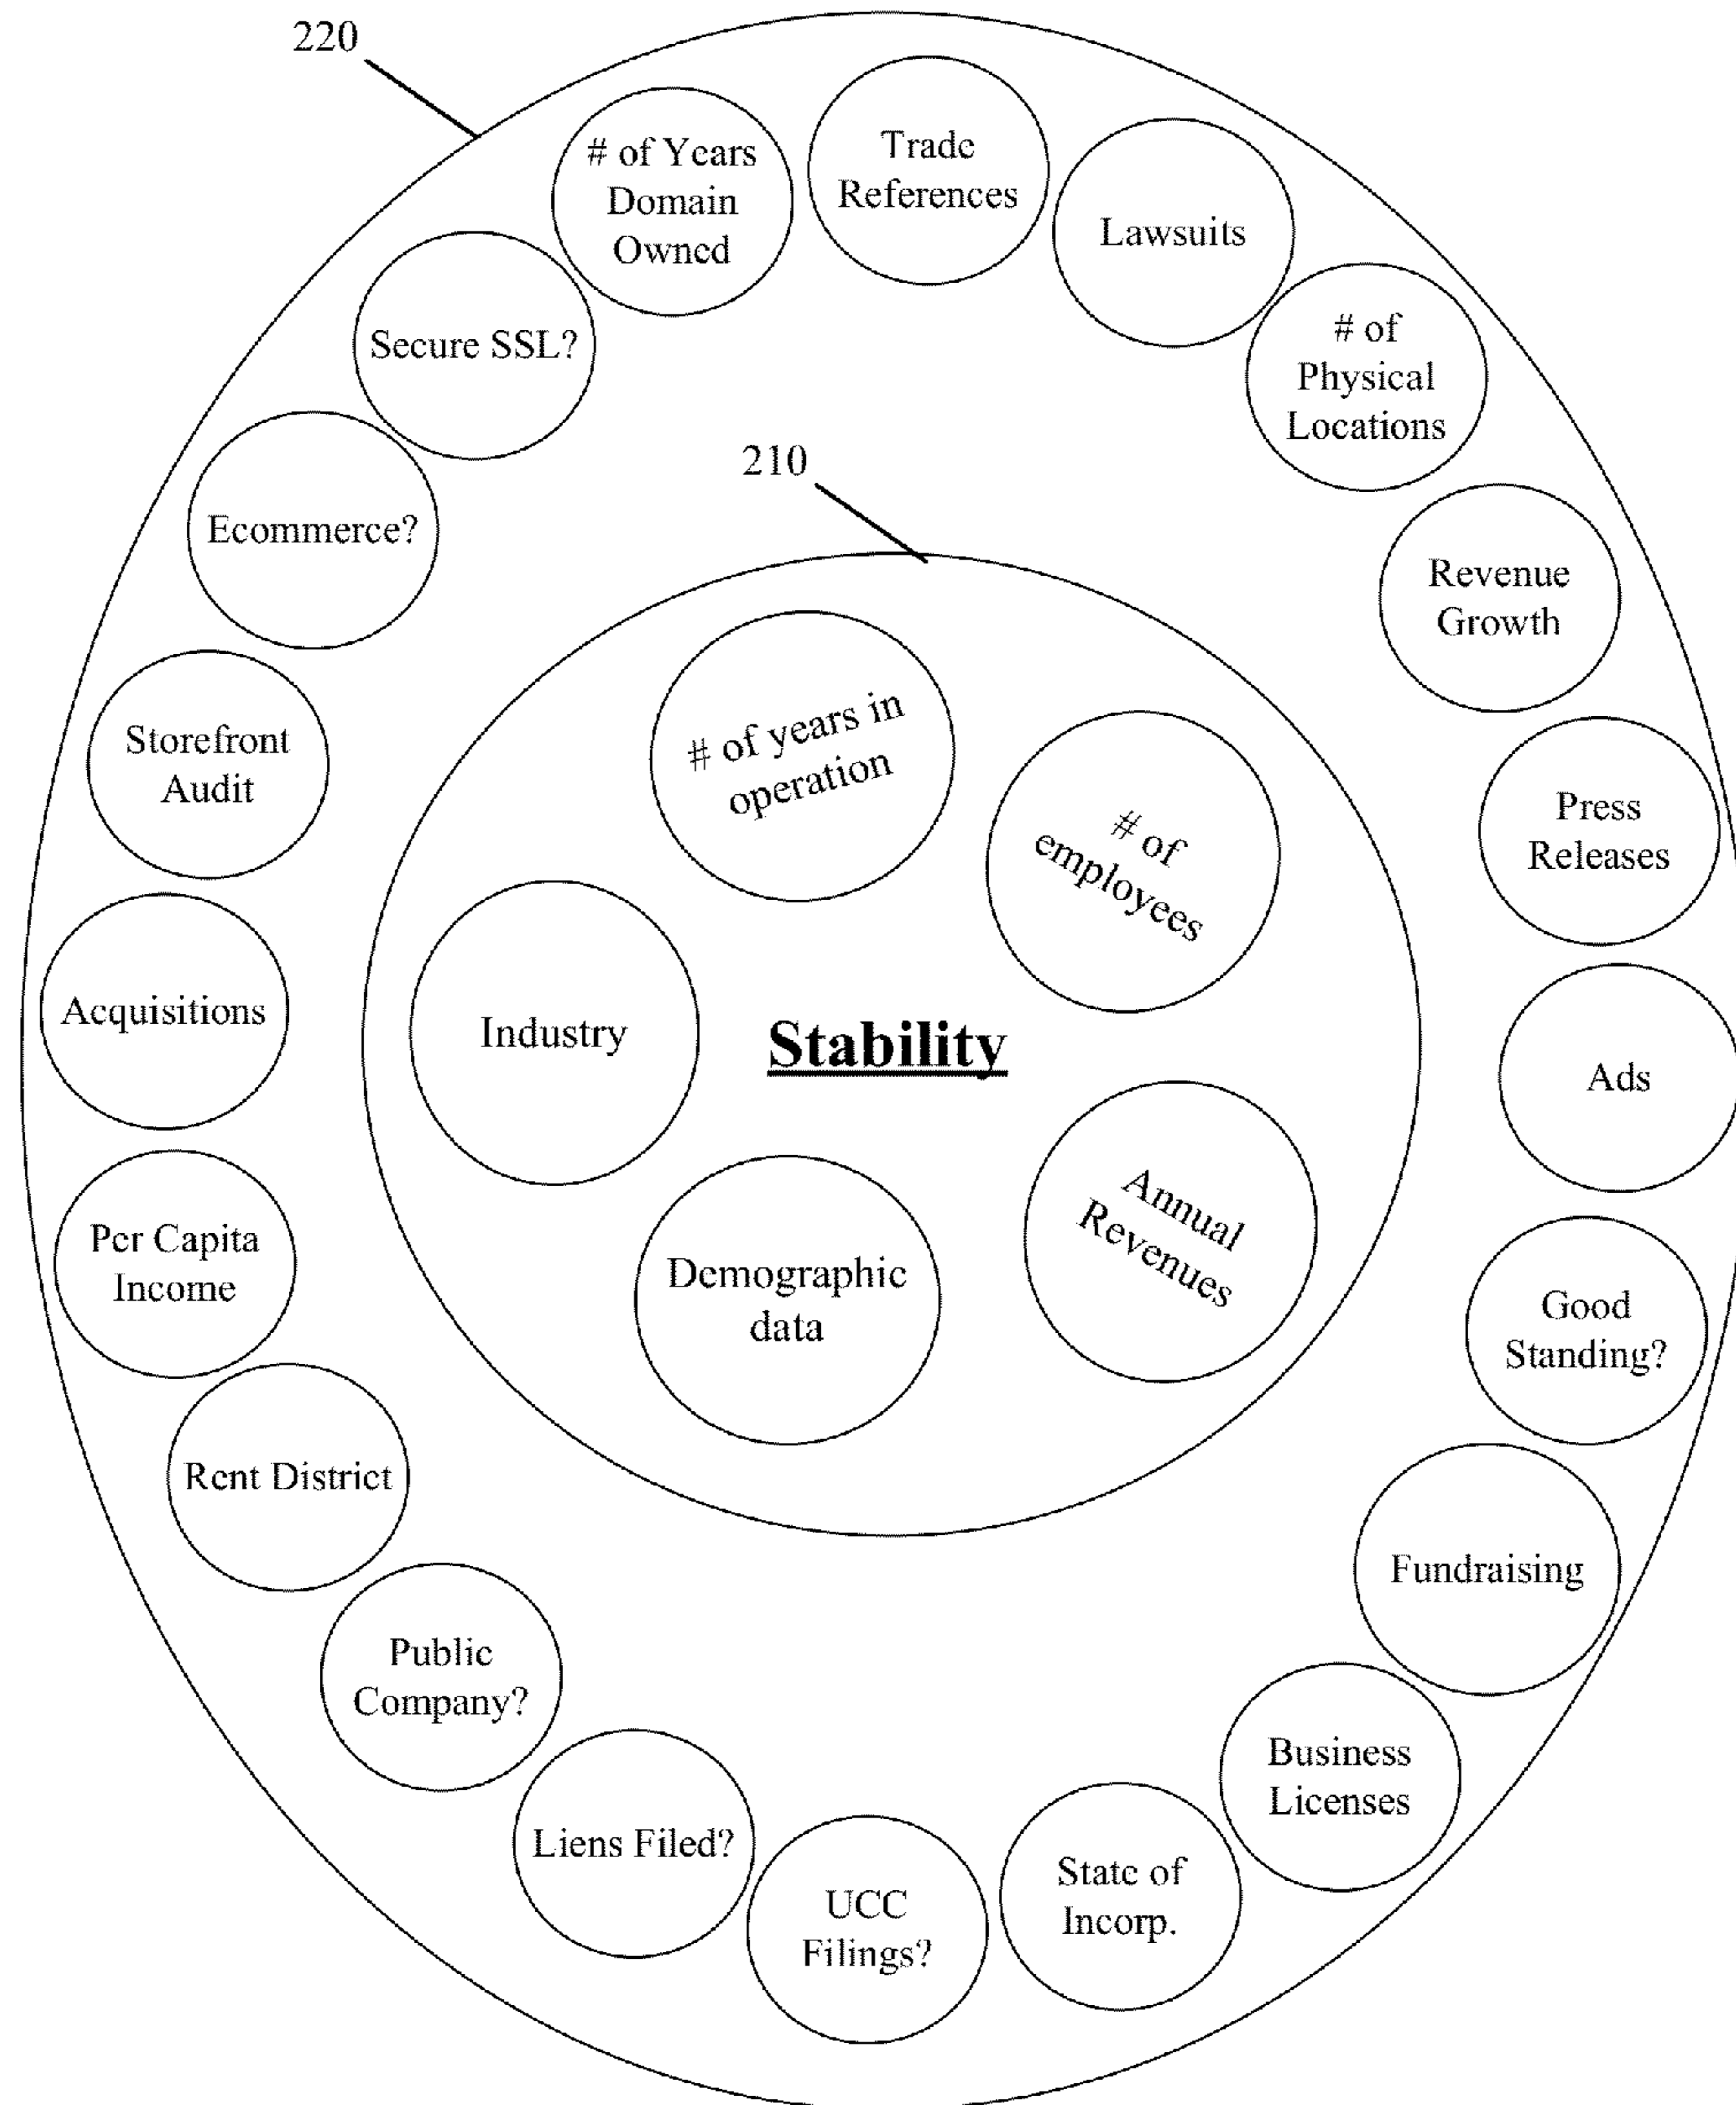 220
# of Years
Domain
Owned
Trade
References
Lawsuits
Secure SSL?
# of
Physical
Locations
210
Ecommerce?
Revenue
Growth
Storefront
Audit
# of years in
operation
# of
employees
Press
Releases
Acquisitions
Industry
Stability
Ads
Per Capita
Income
Demographic
data
Annual
Revenues
Good
Standing?
Rent District
Fundraising
Public
Company?
Business
Licenses
Liens Filed?
UCC
Filings?
State of
Incorp.